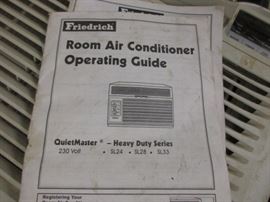 Friedrich
Room Air Conditioner
Operating Guide
QuietMaster® – Heavy Duty Series
230 Volt • SL24 • SL28 • SL33
Registering Your